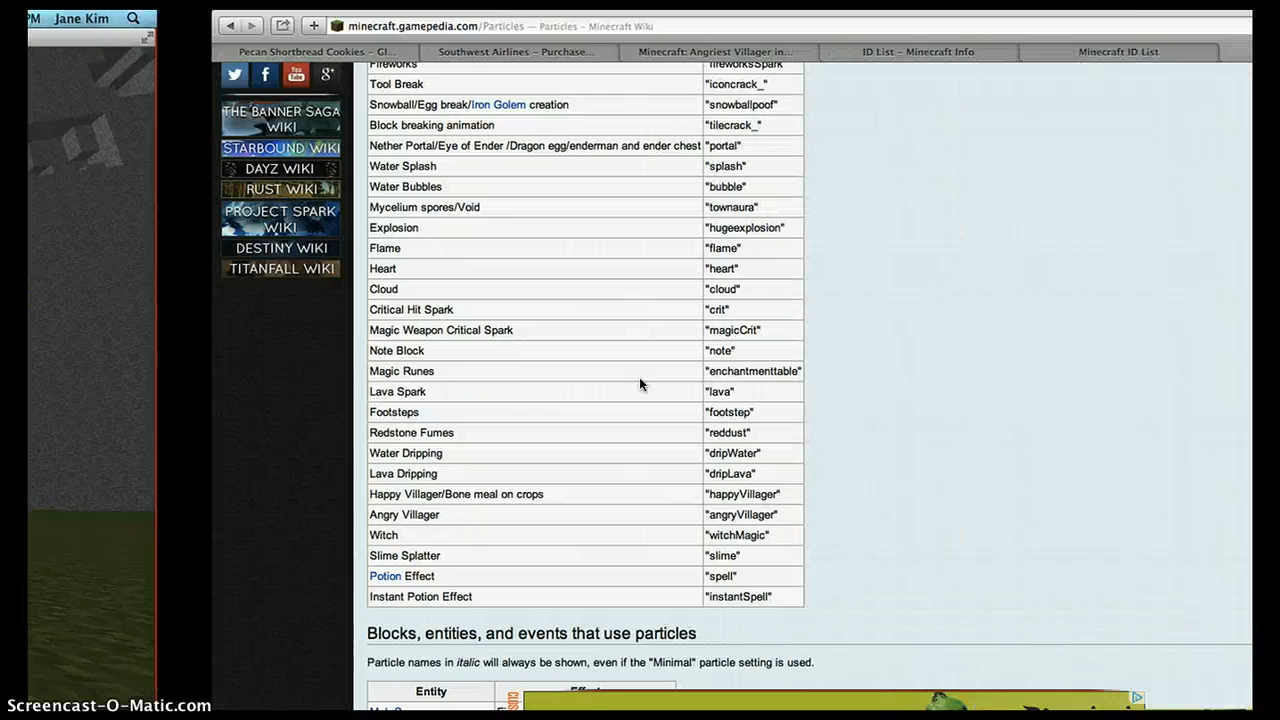 PM Jane Kim
minecraft.gamepedia.com/Particles — Particles – Minecraft Wiki
Pecan Shortbread Cookies – Gl...
Southwest Airlines – Purchase...
Minecraft: Angriest Villager in...
ID List – Minecraft Info
Minecraft ID List
THE BANNER SAGA
WIKI
STARBOUND WIKI
DAYZ WIKI
RUST WIKI
PROJECT SPARK
WIKI
DESTINY WIKI
TITANFALL WIKI
You Tube
Fireworks "fireworksSpark"
Tool Break "iconcrack_"
Snowball/Egg break/Iron Golem creation "snowballpoof"
Block breaking animation "tilecrack_"
Nether Portal/Eye of Ender /Dragon egg/enderman and ender chest "portal"
Water Splash "splash"
Water Bubbles "bubble"
Mycelium spores/Void "townaura"
Explosion "hugeexplosion"
Flame "flame"
Heart "heart"
Cloud "cloud"
Critical Hit Spark "crit"
Magic Weapon Critical Spark "magicCrit"
Note Block "note"
Magic Runes "enchantmenttable"
Lava Spark "lava"
Footsteps "footstep"
Redstone Fumes "reddust"
Water Dripping "dripWater"
Lava Dripping "dripLava"
Happy Villager/Bone meal on crops "happyVillager"
Angry Villager "angryVillager"
Witch "witchMagic"
Slime Splatter "slime"
Potion Effect "spell"
Instant Potion Effect "instantSpell"
Blocks, entities, and events that use particles
Particle names in italic will always be shown, even if the "Minimal" particle setting is used.
Entity
Screencast-O-Matic.com